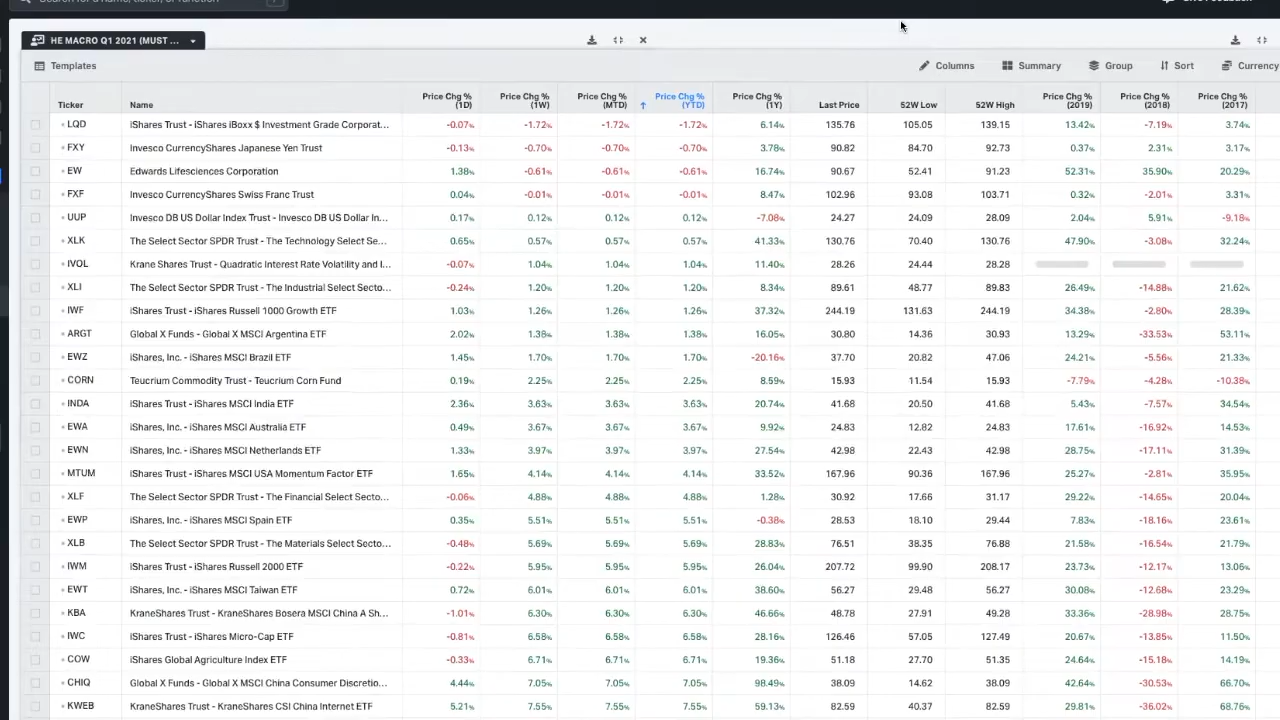 HE MACRO Q1 2021 (MUST ...
Templates
Columns Summary Group Sort Currency
Ticker Name Price Chg % (1D) Price Chg % (1W) Price Chg % (MTD) Price Chg % (YTD) Price Chg % (1Y) Last Price 52W Low 52W High Price Chg % (2019) Price Chg % (2018) Price Chg % (2017)
LQD iShares Trust - iShares iBoxx $ Investment Grade Corporat... -0.07% -1.72% -1.72% -1.72% 6.14% 135.76 105.05 139.15 13.42% -7.19% 3.74%
FXY Invesco CurrencyShares Japanese Yen Trust -0.13% -0.70% -0.70% -0.70% 3.78% 90.82 84.70 92.73 0.37% 2.31% 3.17%
EW Edwards Lifesciences Corporation 1.38% -0.61% -0.61% -0.61% 16.74% 90.67 52.41 91.23 52.31% 35.90% 20.29%
FXF Invesco CurrencyShares Swiss Franc Trust 0.04% -0.01% -0.01% -0.01% 8.47% 102.96 93.08 103.71 0.32% -2.01% 3.31%
UUP Invesco DB US Dollar Index Trust - Invesco DB US Dollar In... 0.17% 0.12% 0.12% 0.12% -7.08% 24.27 24.09 28.09 2.04% 5.91% -9.18%
XLK The Select Sector SPDR Trust - The Technology Select Se... 0.65% 0.57% 0.57% 0.57% 41.33% 130.76 70.40 130.76 47.90% -3.08% 32.24%
IVOL Krane Shares Trust - Quadratic Interest Rate Volatility and I... -0.07% 1.04% 1.04% 1.04% 11.40% 28.26 24.44 28.28
XLI The Select Sector SPDR Trust - The Industrial Select Secto... -0.24% 1.20% 1.20% 1.20% 8.34% 89.61 48.77 89.83 26.49% -14.88% 21.62%
IWF iShares Trust - iShares Russell 1000 Growth ETF 1.03% 1.26% 1.26% 1.26% 37.32% 244.19 131.63 244.19 34.38% -2.80% 28.39%
ARGT Global X Funds - Global X MSCI Argentina ETF 2.02% 1.38% 1.38% 1.38% 16.05% 30.80 14.36 30.93 13.29% -33.53% 53.11%
EWZ iShares, Inc. - iShares MSCI Brazil ETF 1.45% 1.70% 1.70% 1.70% -20.16% 37.70 20.82 47.06 24.21% -5.56% 21.33%
CORN Teucrium Commodity Trust - Teucrium Corn Fund 0.19% 2.25% 2.25% 2.25% 8.59% 15.93 11.54 15.93 -7.79% -4.28% -10.38%
INDA iShares Trust - iShares MSCI India ETF 2.36% 3.63% 3.63% 3.63% 20.74% 41.68 20.50 41.68 5.43% -7.57% 34.54%
EWA iShares Trust - iShares MSCI Australia ETF 0.49% 3.67% 3.67% 3.67% 9.92% 24.83 12.82 24.83 17.61% -16.92% 14.53%
EWN iShares Trust - iShares MSCI Netherlands ETF 1.33% 3.97% 3.97% 3.97% 27.54% 42.98 22.43 42.98 28.75% -17.11% 31.39%
MTUM iShares Trust - iShares MSCI USA Momentum Factor ETF 1.65% 4.14% 4.14% 4.14% 33.52% 167.96 90.36 167.96 25.27% -2.81% 35.95%
XLF The Select Sector SPDR Trust - The Financial Select Secto... -0.06% 4.88% 4.88% 4.88% 1.28% 30.92 17.66 31.17 29.22% -14.65% 20.04%
EWP iShares, Inc. - iShares MSCI Spain ETF 0.35% 5.51% 5.51% 5.51% -0.38% 28.53 18.10 29.44 7.83% -18.16% 23.61%
XLB The Select Sector SPDR Trust - The Materials Select Secto... -0.48% 5.69% 5.69% 5.69% 28.83% 76.51 38.35 76.88 21.58% -16.54% 21.79%
IWM iShares Trust - iShares Russell 2000 ETF -0.22% 5.95% 5.95% 5.95% 26.04% 207.72 99.90 208.17 23.73% -12.17% 13.06%
EWT iShares, Inc. - iShares MSCI Taiwan ETF 0.72% 6.01% 6.01% 6.01% 38.60% 56.27 29.48 56.27 30.08% -12.68% 23.29%
KBA KraneShares Trust - KraneShares Bosera MSCI China A Sh... -1.01% 6.30% 6.30% 6.30% 46.66% 48.78 27.91 49.28 33.36% -28.98% 28.75%
IWC iShares Trust - iShares Micro-Cap ETF -0.81% 6.58% 6.58% 6.58% 28.16% 126.46 57.05 127.49 20.67% -13.85% 11.50%
COW iShares Global Agriculture Index ETF -0.33% 6.71% 6.71% 6.71% 19.36% 51.18 27.70 51.35 24.64% -15.18% 14.19%
CHIQ Global X Funds - Global X MSCI China Consumer Discretio... 4.44% 7.05% 7.05% 7.05% 98.49% 38.09 14.62 38.09 42.64% -30.53% 66.70%
KWEB KraneShares Trust - KraneShares CSI China Internet ETF 5.21% 7.55% 7.55% 7.55% 59.13% 82.59 40.37 82.59 29.81% -36.02% 68.76%